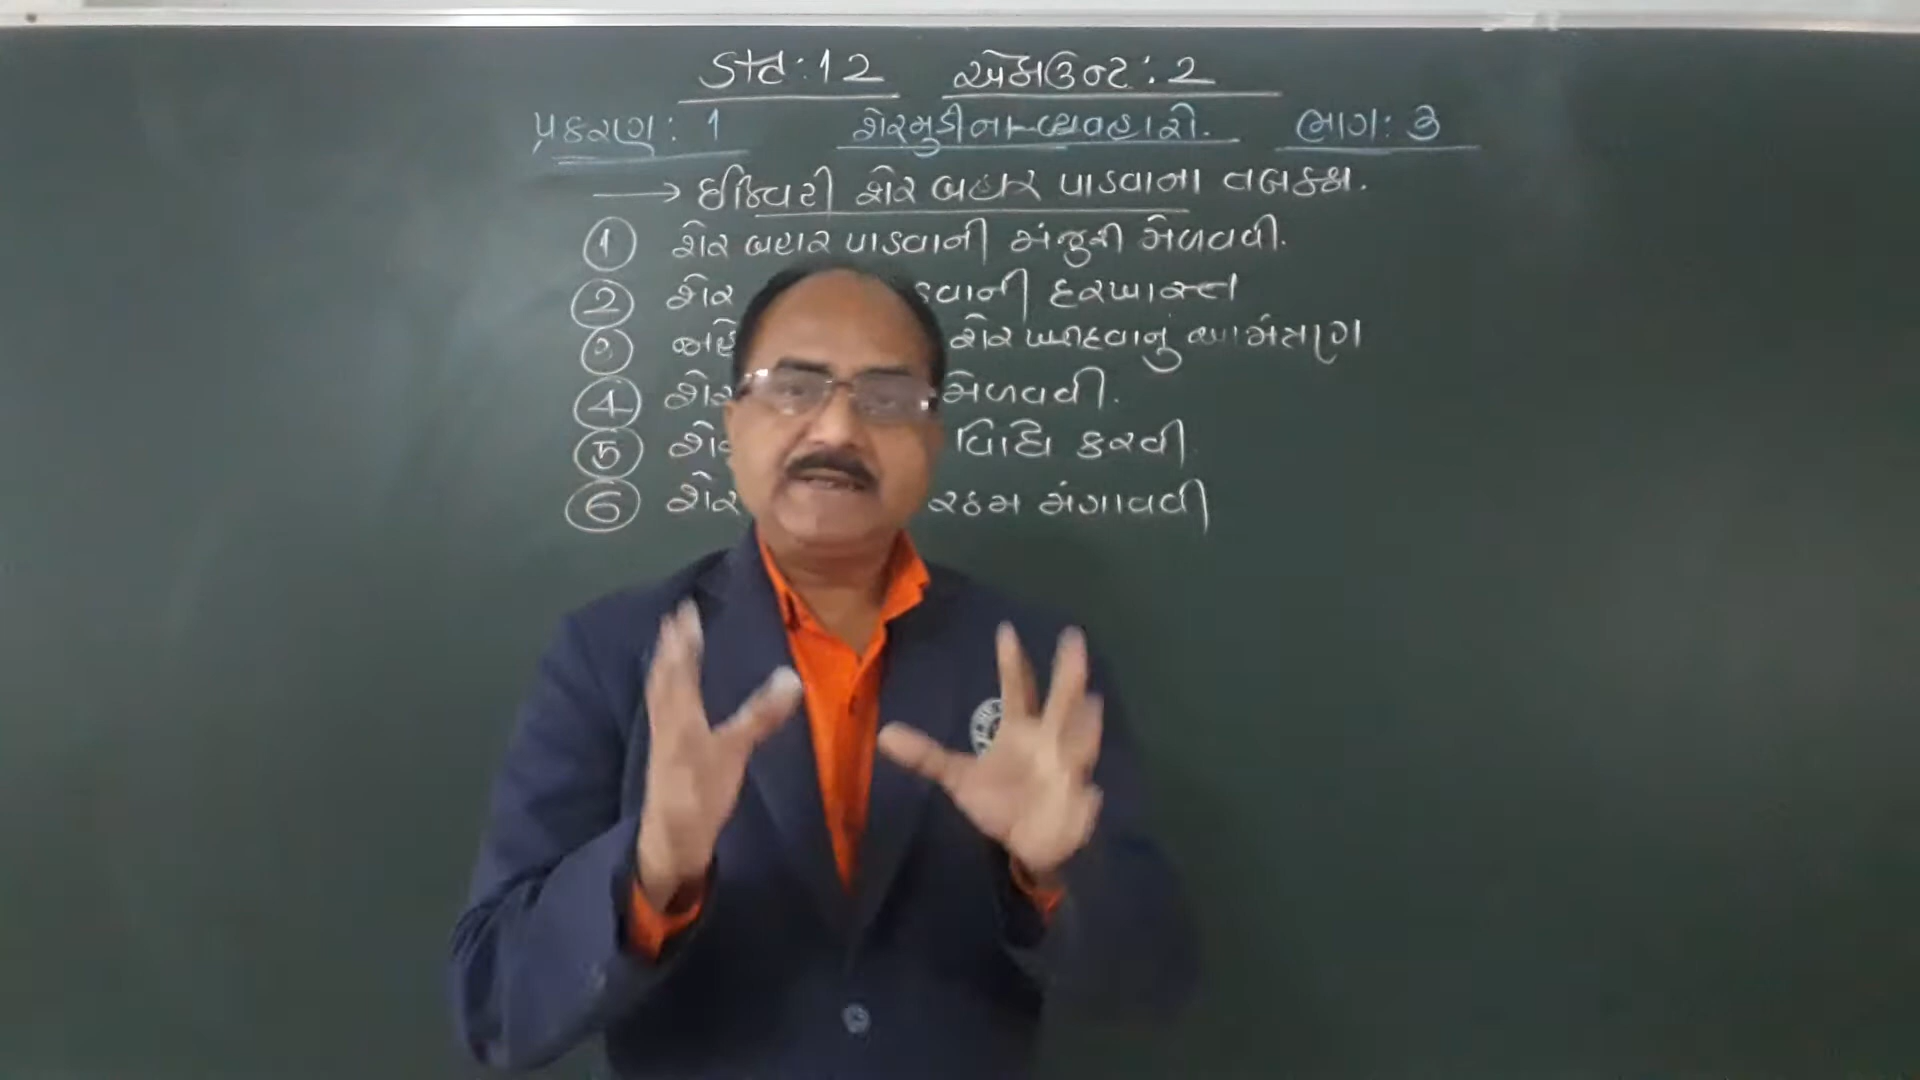 ડાત: 12 એકાઉન્ટ: 2
પ્રકરણ: 1 શેરમુડીના વ્યવહારો. ભાગ: 3
→ ઈક્વિટી શેર બહાર પાડવાના તબક્કા.
1 શેર બહાર પાડવાની મંજુરી મેળવવી.
2 શેર ડવાની દરખાસ્ત
3 જાહે શેર ખરીદવાનું આમંત્રણ
4 શેર મેળવવી.
5 શેર વિધિ કરવી.
6 શેર રકમ મંગાવવી